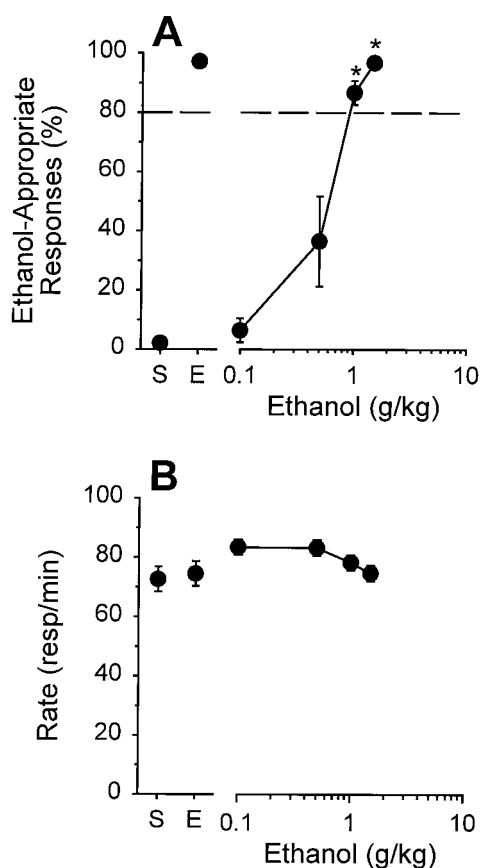 A
Ethanol-Appropriate
Responses (%)
100
80
60
40
20
0
* *
S E 0.1 1 10
Ethanol (g/kg)
B
Rate (resp/min)
100
80
60
40
20
0
S E 0.1 1 10
Ethanol (g/kg)